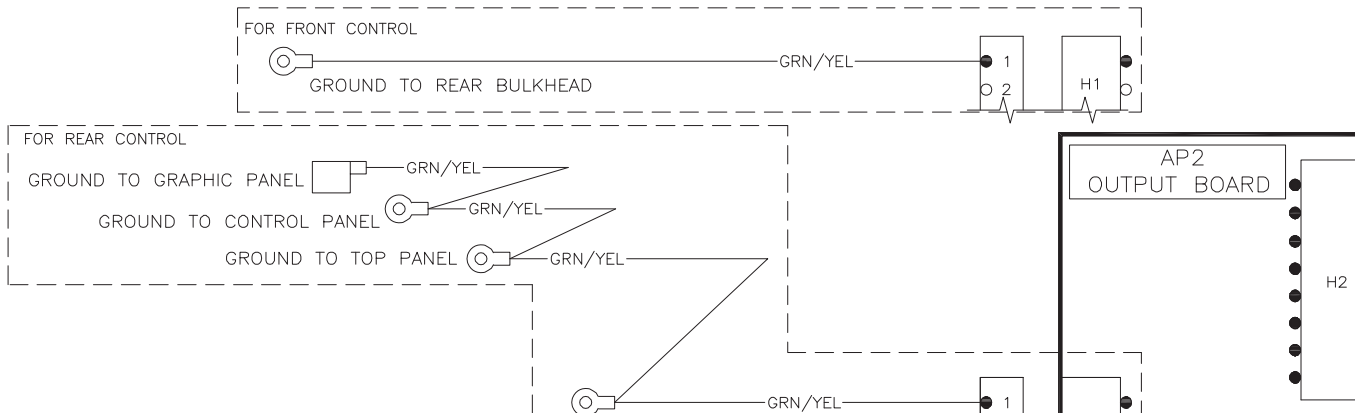 FOR FRONT CONTROL
GRN/YEL
1
GROUND TO REAR BULKHEAD
2
H1
FOR REAR CONTROL
GROUND TO GRAPHIC PANEL
GRN/YEL
GROUND TO CONTROL PANEL
GRN/YEL
GROUND TO TOP PANEL
GRN/YEL
AP2
OUTPUT BOARD
H2
GRN/YEL
1